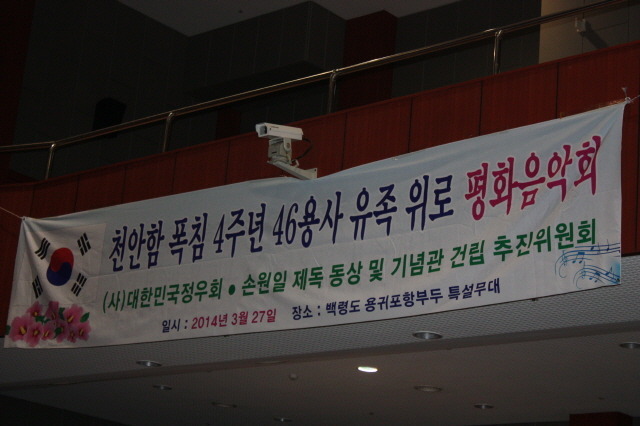 천안함 폭침 4주년 46용사 유족 위로 평화음악회
(사)대한민국정우회 • 손원일 제독 동상 및 기념관 건립 추진위원회
일시 : 2014년 3월 27일 장소 : 백령도 용귀포항부두 특설무대